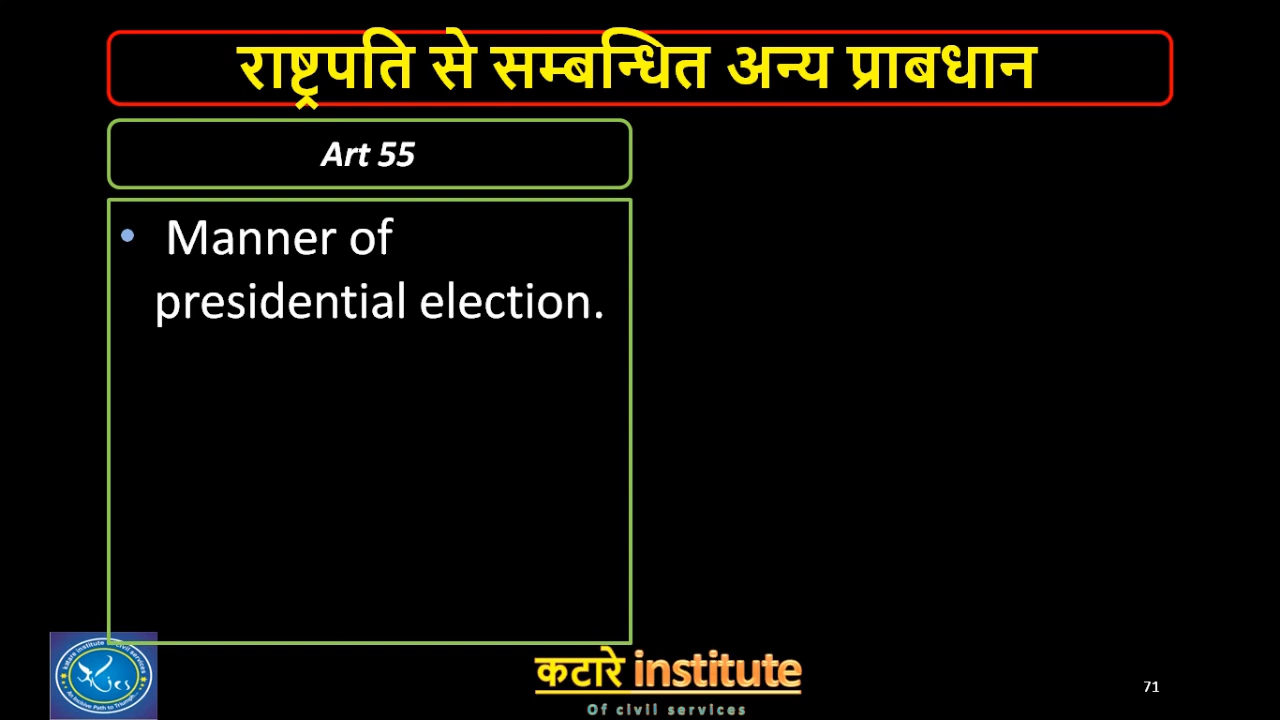 राष्ट्रपति से सम्बन्धित अन्य प्राबधान
Art 55
• Manner of
presidential election.
कटारे institute
Of civil services
71